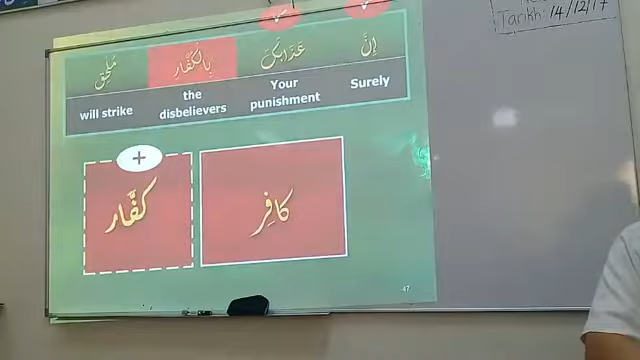 Tarikh: 14/12/17
إِنَّ عَذَابَكَ بِالْكُفَّارِ مُلْحِقٌ
Surely Your punishment the disbelievers will strike
+
كَافِر كُفَّار
47